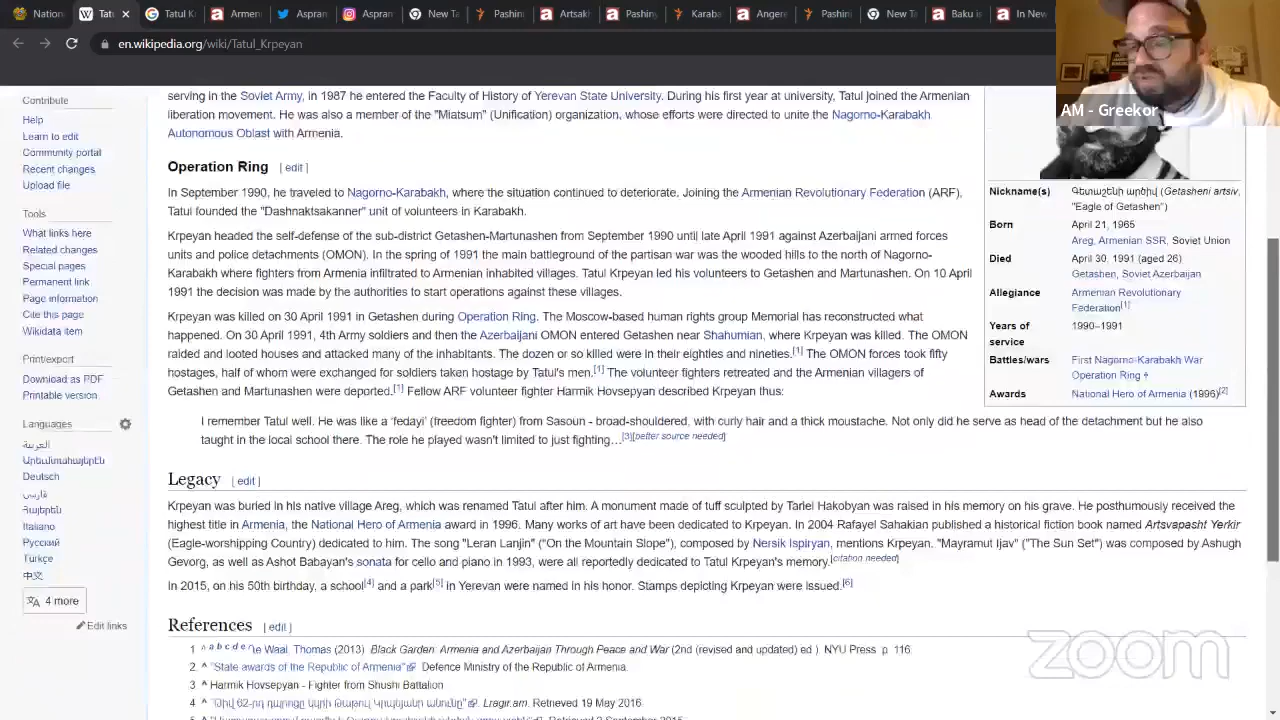 Nation
Tatul
Tatul K
Armen
Aspran
Aspran
New Ta
Pashin
Artsakh
Pashing
Karaba
Angere
Pashin
New Ta
Baku is
In New
en.wikipedia.org/wiki/Tatul_Krpeyan
AM - Greekor
Contribute
Help
Learn to edit
Community portal
Recent changes
Upload file
Tools
What links here
Related changes
Special pages
Permanent link
Page information
Cite this page
Wikidata item
Print/export
Download as PDF
Printable version
Languages
العربية
Արեւմտահայերէն
Deutsch
فارسی
Հայերեն
Italiano
Русский
Türkçe
中文
4 more
Edit links
serving in the Soviet Army, in 1987 he entered the Faculty of History of Yerevan State University. During his first year at university, Tatul joined the Armenian
liberation movement. He was also a member of "Miatsum" (Unification) organization, whose efforts were directed to unite the Nagorno-Karabakh
Autonomous Oblast with Armenia.
Operation Ring [ edit ]
In September 1990, he traveled to Nagorno-Karabakh, where the situation continued to deteriorate. Joining the Armenian Revolutionary Federation (ARF),
Tatul founded the "Dashnaktsakanner" unit of volunteers in Karabakh.
Krpeyan headed the self-defense of the sub-district Getashen-Martunashen from September 1990 until late April 1991 against Azerbaijani armed forces
units and police detachments (OMON). In the spring of 1991 the main battleground of the partisan war was the wooded hills to the north of Nagorno-
Karabakh where fighters from Armenia infiltrated to Armenian inhabited villages. Tatul Krpeyan led his volunteers to Getashen and Martunashen. On 10 April
1991 the decision was made by the authorities to start operations against these villages.
Krpeyan was killed on 30 April 1991 in Getashen during Operation Ring. The Moscow-based human rights group Memorial has reconstructed what
happened. On 30 April 1991, 4th Army soldiers and then the Azerbaijani OMON entered Getashen near Shahumian, where Krpeyan was killed. The OMON
raided and looted houses and attacked many of the inhabitants. The dozen or so killed were in their eighties and nineties.[1] The OMON forces took fifty
hostages, half of whom were exchanged for soldiers taken hostage by Tatul's men.[1] The volunteer fighters retreated and the Armenian villagers of
Getashen and Martunashen were deported.[1] Fellow ARF volunteer fighter Harmik Hovsepyan described Krpeyan thus:
I remember Tatul well. He was like a 'fedayi' (freedom fighter) from Sasoun - broad-shouldered, with curly hair and a thick moustache. Not only did he serve as head of the detachment but he also
taught in the local school there. The role he played wasn't limited to just fighting...[3][better source needed]
Nickname(s) Գետաշենի արծիվ (Getasheni artsiv,
"Eagle of Getashen")
Born April 21, 1965
Areg, Armenian SSR, Soviet Union
Died April 30, 1991 (aged 26)
Getashen, Soviet Azerbaijan
Allegiance Armenian Revolutionary
Federation[1]
Years of service 1990–1991
Battles/wars First Nagorno-Karabakh War
Operation Ring †
Awards National Hero of Armenia (1996)[2]
Legacy [ edit ]
Krpeyan was buried in his native village Areg, which was renamed Tatul after him. A monument made of tuff sculpted by Tariel Hakobyan was raised in his memory on his grave. He posthumously received the
highest title in Armenia, the National Hero of Armenia award in 1996. Many works of art have been dedicated to Krpeyan. In 2004 Rafayel Sahakian published a historical fiction book named Artsvapasht Yerkir
(Eagle-worshipping Country) dedicated to him. The song "Leran Lanjin" ("On the Mountain Slope"), composed by Nersik Ispiryan, mentions Krpeyan. "Mayramut Ijav" ("The Sun Set") was composed by Ashugh
Gevorg, as well as Ashot Babayan's sonata for cello and piano in 1993, were all reportedly dedicated to Tatul Krpeyan's memory.[citation needed]
In 2015, on his 50th birthday, a school[4] and a park[5] in Yerevan were named in his honor. Stamps depicting Krpeyan were issued.[6]
References [ edit ]
1 ^ a b c d e De Waal, Thomas (2013) Black Garden: Armenia and Azerbaijan Through Peace and War (2nd (revised and updated) ed.) NYU Press p. 116
2 ^ "State awards of the Republic of Armenia" Defence Ministry of the Republic of Armenia.
3 ^ Harmik Hovsepyan - Fighter from Shushi Battalion
4 ^ Lragir.am. Retrieved 19 May 2016
zoom